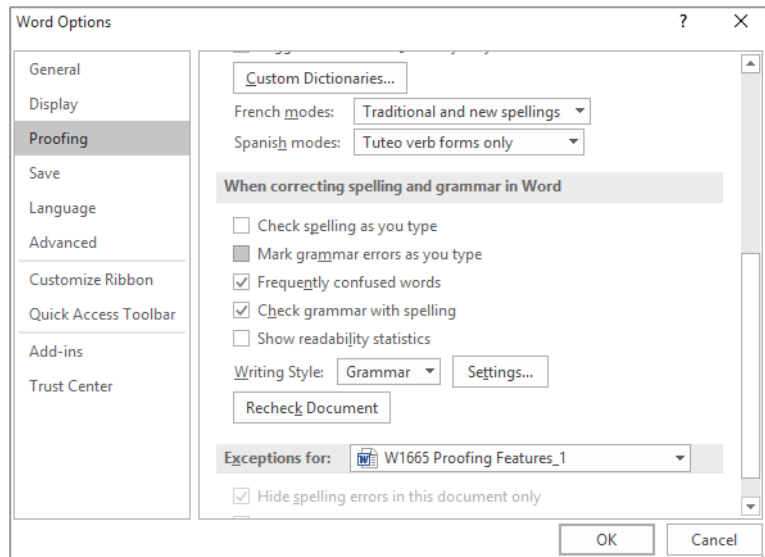 Word Options
General
Display
Proofing
Save
Language
Advanced
Customize Ribbon
Quick Access Toolbar
Add-ins
Trust Center
Custom Dictionaries...
French modes: Traditional and new spellings
Spanish modes: Tuteo verb forms only
When correcting spelling and grammar in Word
Check spelling as you type
Mark grammar errors as you type
Frequently confused words
Check grammar with spelling
Show readability statistics
Writing Style: Grammar Settings...
Recheck Document
Exceptions for: W1665 Proofing Features_1
Hide spelling errors in this document only
OK Cancel